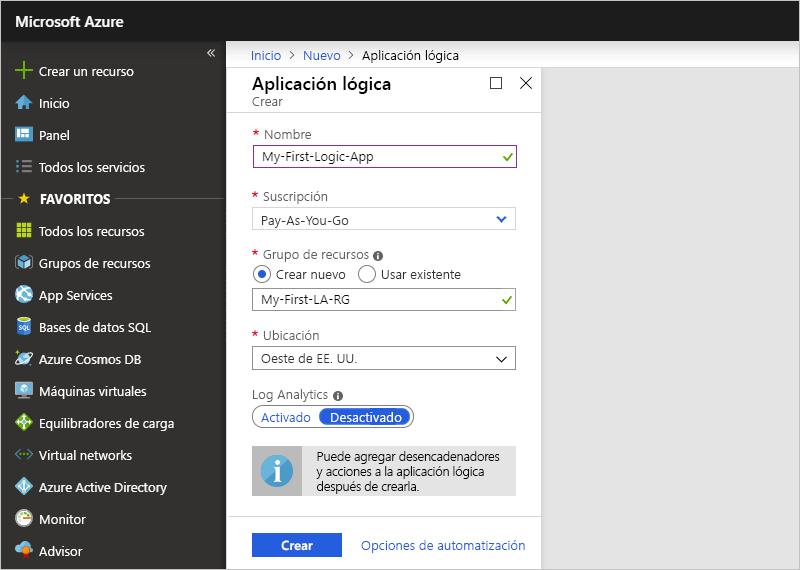 Microsoft Azure
«
Crear un recurso
Inicio
Panel
Todos los servicios
FAVORITOS
Todos los recursos
Grupos de recursos
App Services
SQL
Bases de datos SQL
Azure Cosmos DB
Máquinas virtuales
Equilibradores de carga
Virtual networks
Azure Active Directory
Monitor
Advisor
Inicio > Nuevo > Aplicación lógica
Aplicación lógica
Crear
* Nombre
My-First-Logic-App
* Suscripción
Pay-As-You-Go
* Grupo de recursos
Crear nuevo Usar existente
My-First-LA-RG
* Ubicación
Oeste de EE. UU.
Log Analytics
Activado Desactivado
Puede agregar desencadenadores
y acciones a la aplicación lógica
después de crearla.
Crear Opciones de automatización